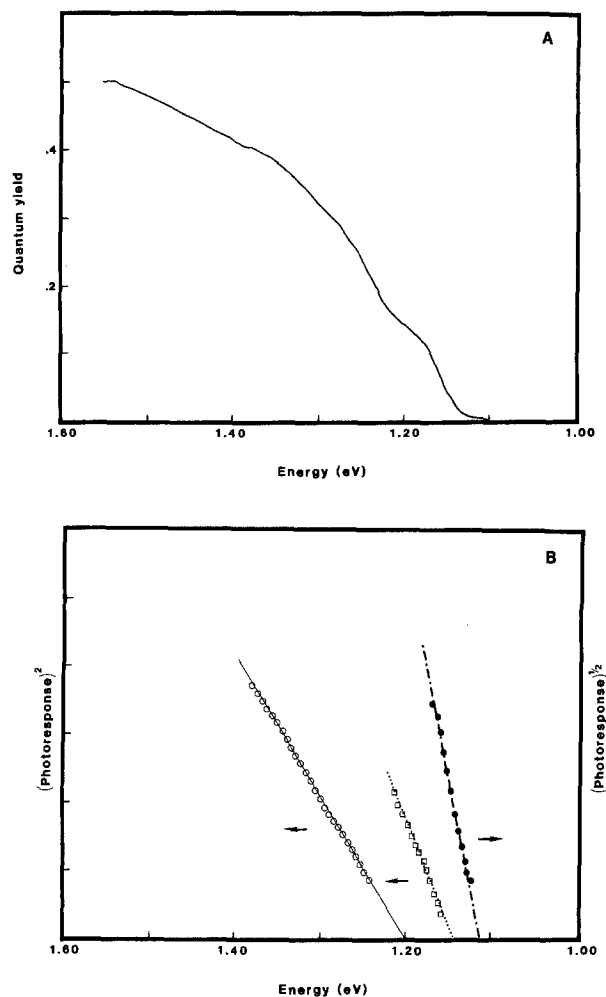 A
Quantum yield
.4
.2
1.60
1.40
1.20
1.00
Energy (eV)
B
(Photoresponse)²
(Photoresponse)½
1.60
1.40
1.20
1.00
Energy (eV)